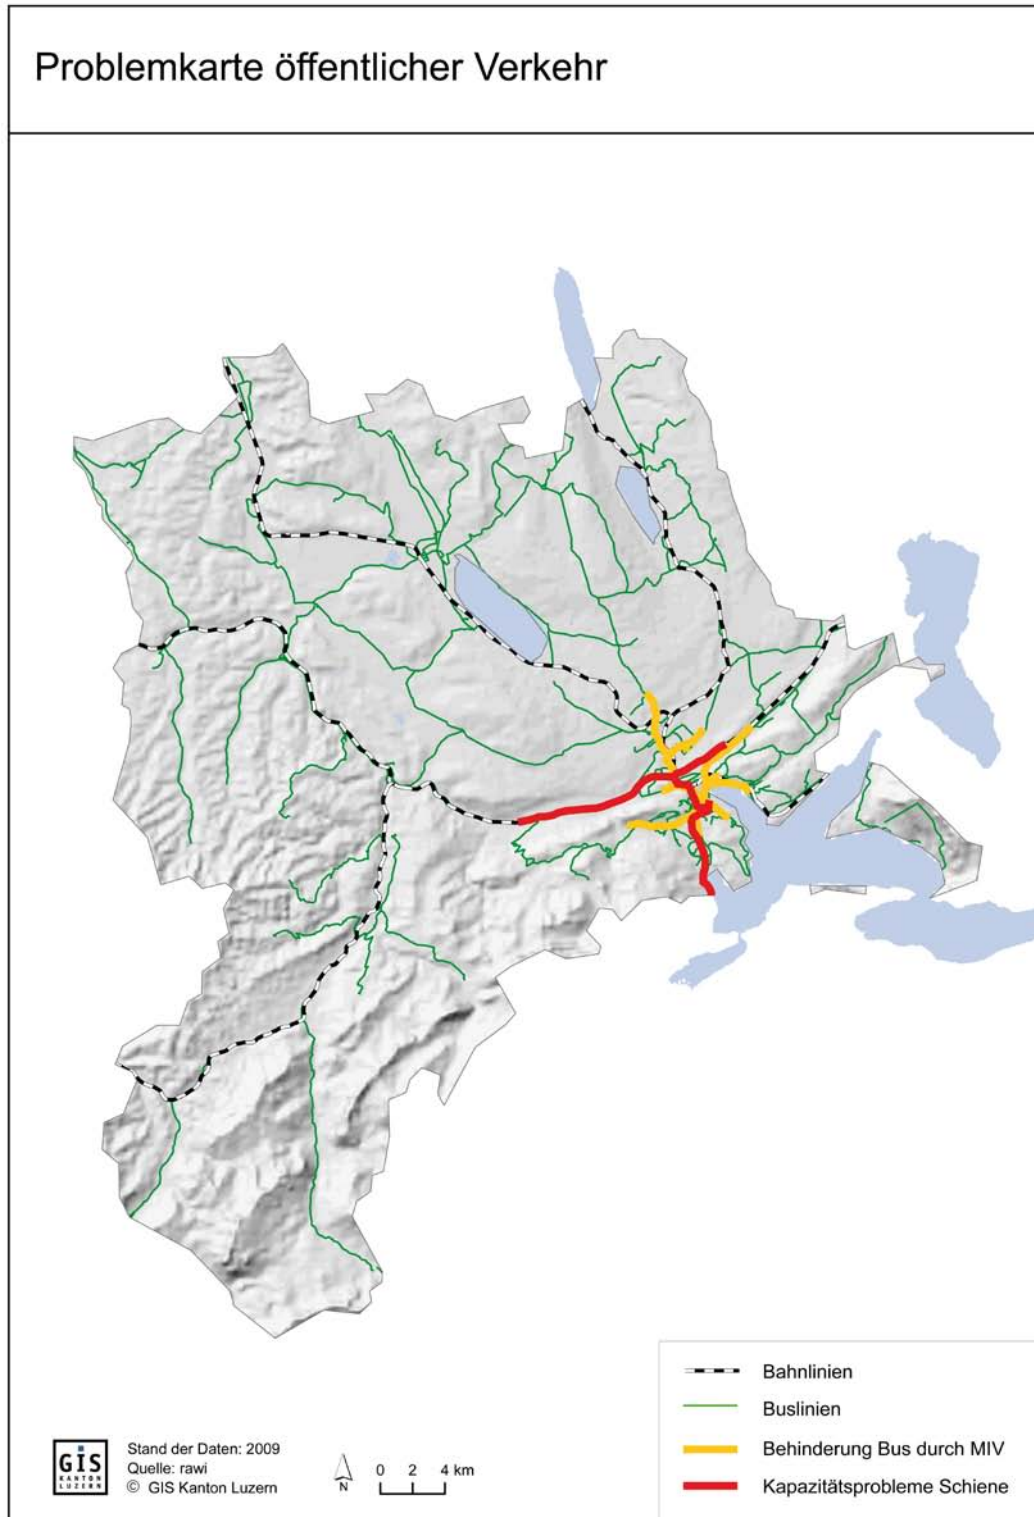 Problemkarte öffentlicher Verkehr
Bahnlinien
Buslinien
Behinderung Bus durch MIV
Kapazitätsprobleme Schiene
GIS
KANTON
LUZERN
Stand der Daten: 2009
Quelle: rawi
© GIS Kanton Luzern
N
0 2 4 km